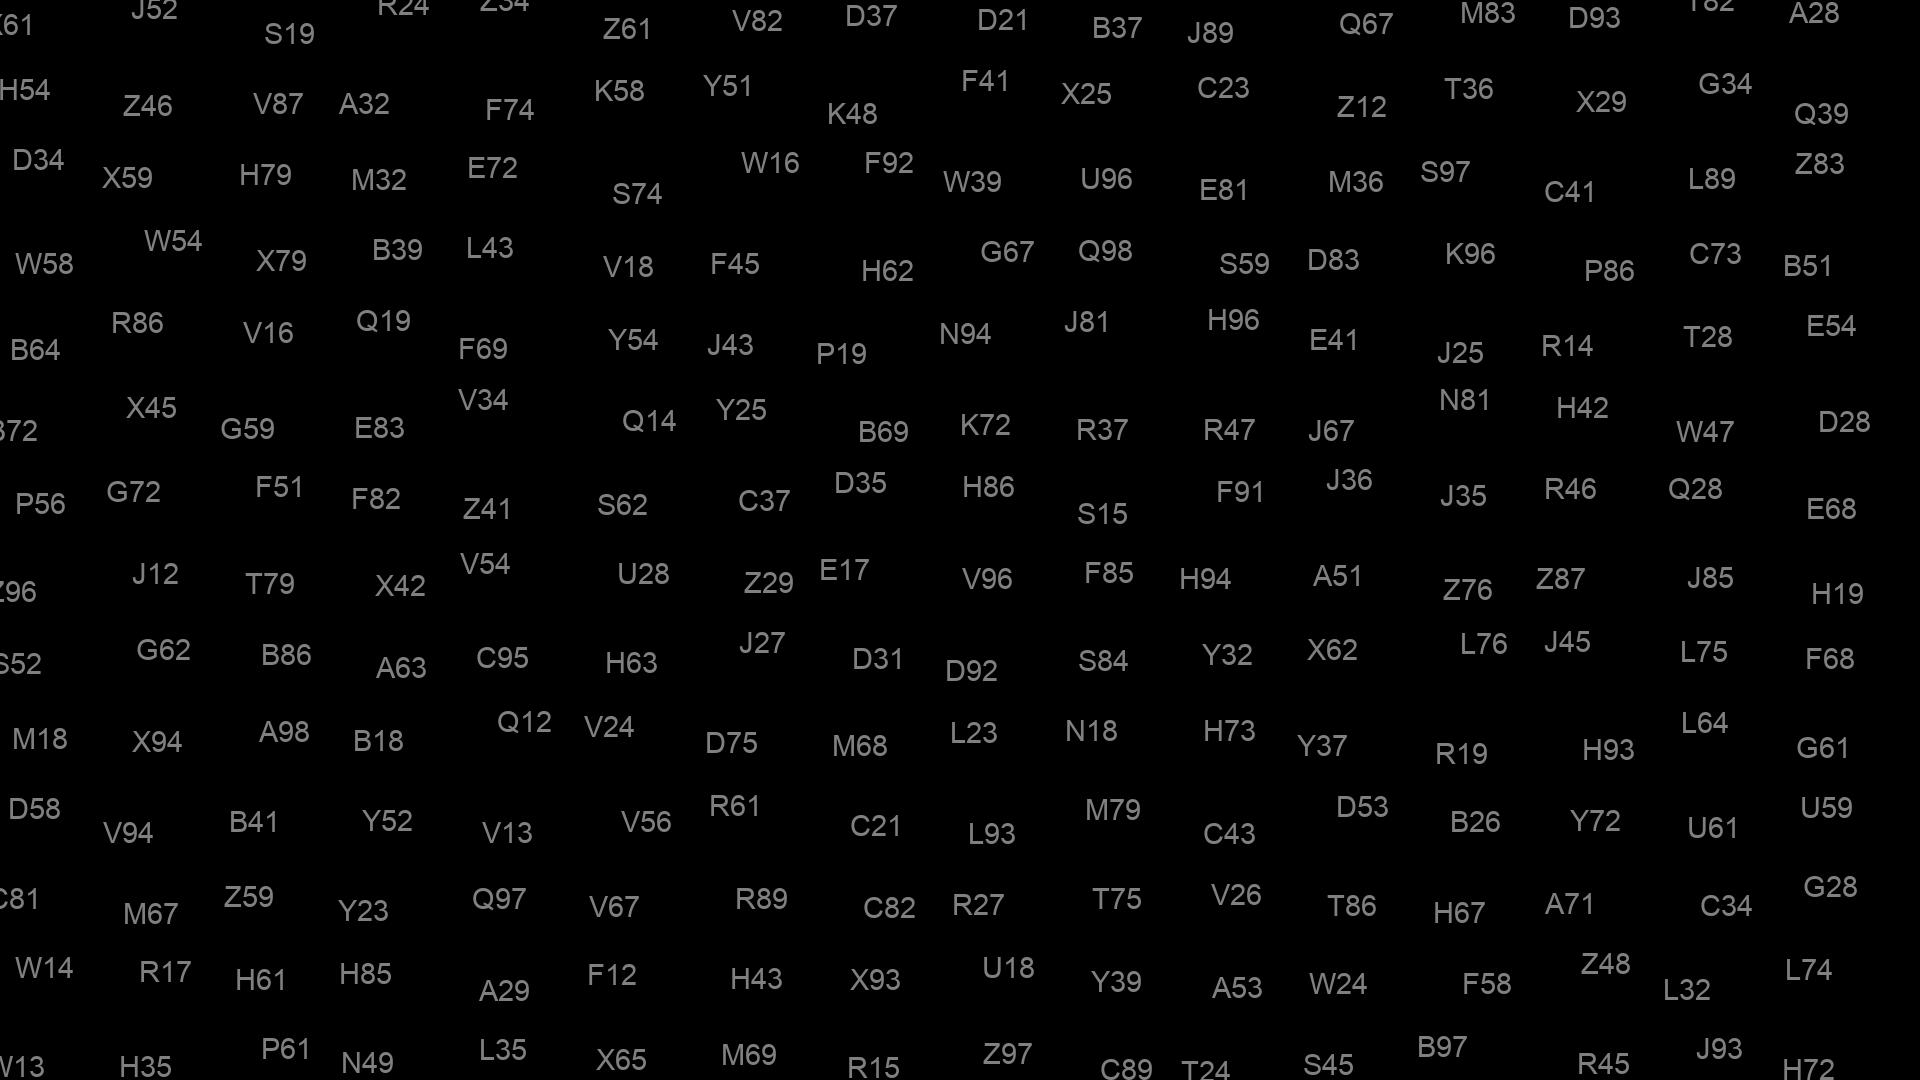 J52 S19 R24 Z34 Z61 V82 D37 D21 B37 J89 Q67 M83 D93 T82 A28
H54 Z46 V87 A32 F74 K58 Y51 K48 F41 X25 C23 Z12 T36 X29 G34 Q39
D34 X59 H79 M32 E72 S74 W16 F92 W39 U96 E81 M36 S97 C41 L89 Z83
W58 W54 X79 B39 L43 V18 F45 H62 G67 Q98 S59 D83 K96 P86 C73 B51
B64 R86 V16 Q19 F69 Y54 J43 P19 N94 J81 H96 E41 J25 R14 T28 E54
B72 X45 G59 E83 V34 Q14 Y25 B69 K72 R37 R47 J67 N81 H42 W47 D28
P56 G72 F51 F82 Z41 S62 C37 D35 H86 S15 F91 J36 J35 R46 Q28 E68
Z96 J12 T79 X42 V54 U28 Z29 E17 V96 F85 H94 A51 Z76 Z87 J85 H19
S52 G62 B86 A63 C95 H63 J27 D31 D92 S84 Y32 X62 L76 J45 L75 F68
M18 X94 A98 B18 Q12 V24 D75 M68 L23 N18 H73 Y37 R19 H93 L64 G61
D58 V94 B41 Y52 V13 V56 R61 C21 L93 M79 C43 D53 B26 Y72 U61 U59
C81 M67 Z59 Y23 Q97 V67 R89 C82 R27 T75 V26 T86 H67 A71 C34 G28
W14 R17 H61 H85 A29 F12 H43 X93 U18 Y39 A53 W24 F58 Z48 L32 L74
W13 H35 P61 N49 L35 X65 M69 R15 Z97 C89 T24 S45 B97 R45 J93 H72